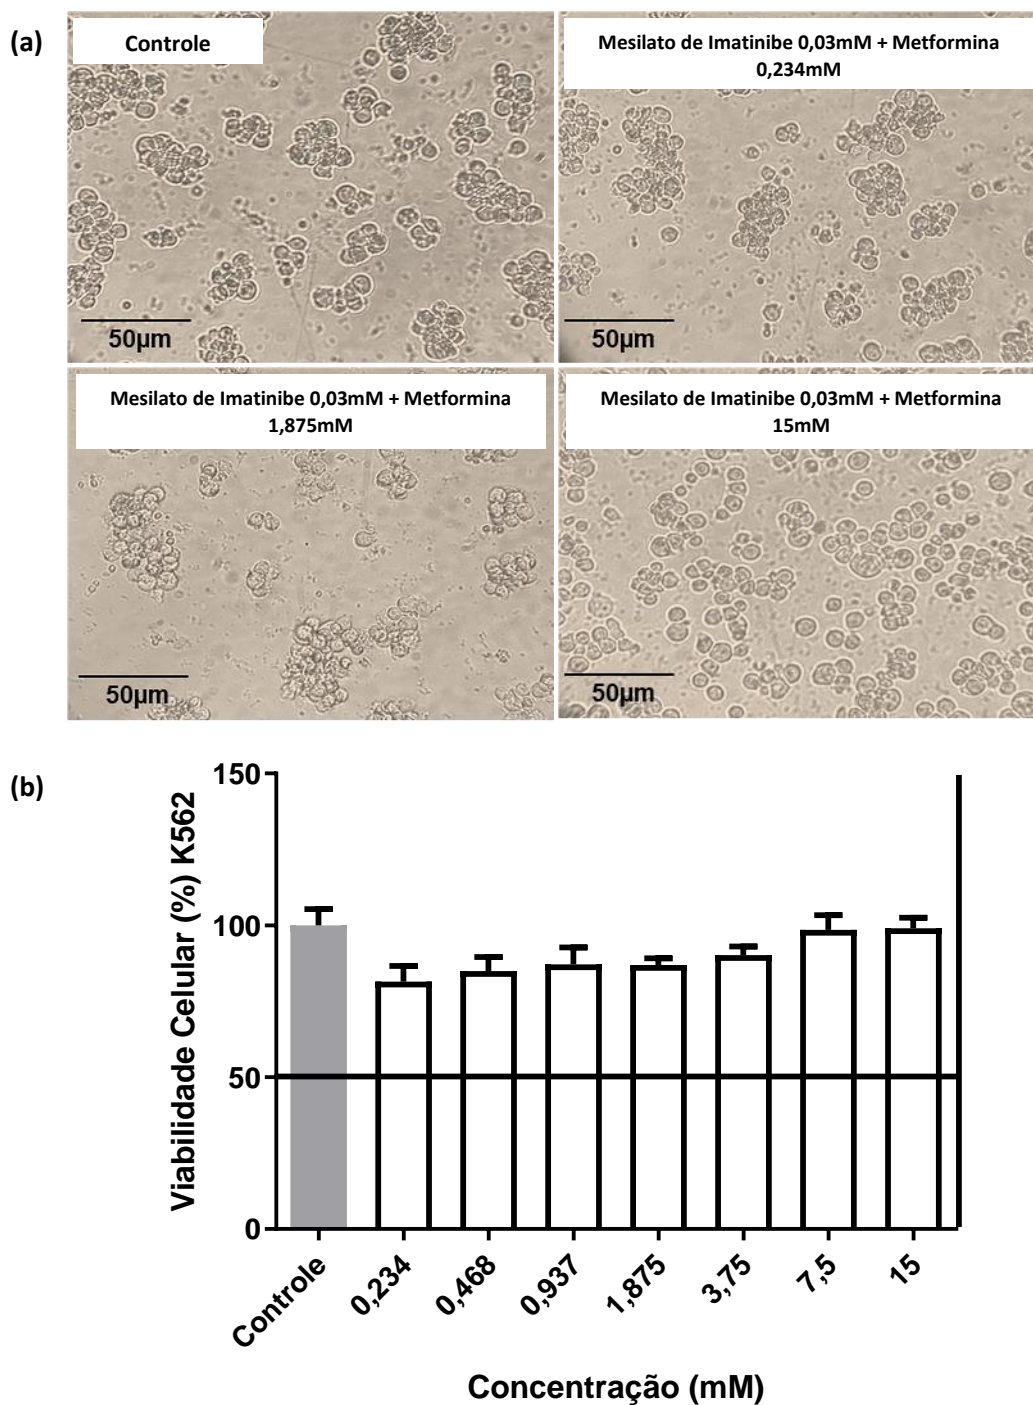 (a)
Controle
Mesilato de Imatinibe 0,03mM + Metformina
0,234mM
50µm
50µm
Mesilato de Imatinibe 0,03mM + Metformina
1,875mM
Mesilato de Imatinibe 0,03mM + Metformina
15mM
50µm
50µm
(b)
Viabilidade Celular (%) K562
150
100
50
0
Controle
0,234
0,468
0,937
1,875
3,75
7,5
15
Concentração (mM)